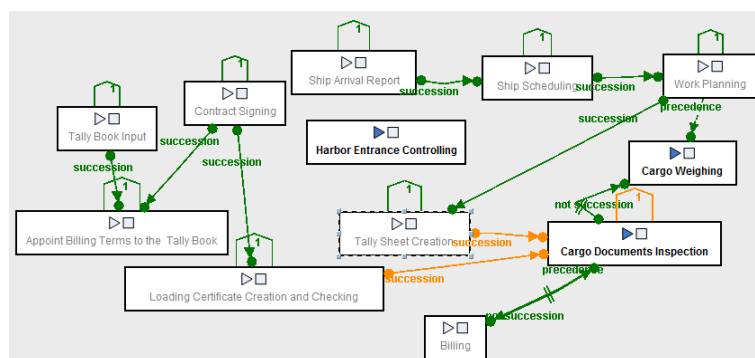 1
1
1
1
1
Ship Arrival Report
succession
Ship Scheduling
succession
Work Planning
Contract Signing
precedence
succession
Tally Book Input
succession
Harbor Entrance Controlling
succession
succession
Cargo Weighing
1
1
not succession
1
Appoint Billing Terms to the Tally Book
Tally Sheet Creation
succession
Cargo Documents Inspection
1
precedence
succession
Loading Certificate Creation and Checking
succession
Billing